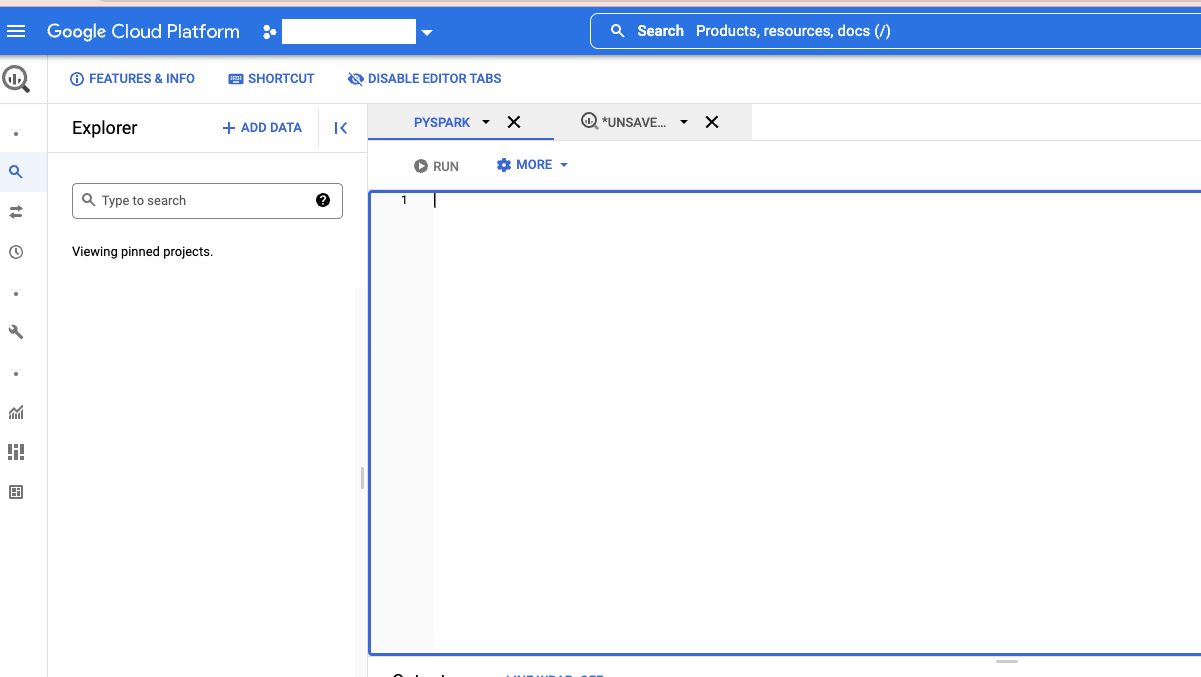 Google Cloud Platform
Search Products, resources, docs (/)
FEATURES & INFO SHORTCUT DISABLE EDITOR TABS
Explorer + ADD DATA
PYSPARK *UNSAVE...
RUN MORE
Type to search
1
Viewing pinned projects.